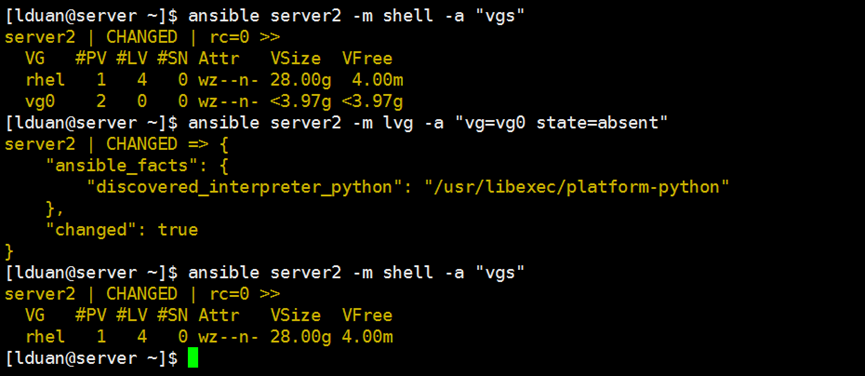 [lduan@server ~]$ ansible server2 -m shell -a "vgs"
server2 | CHANGED | rc=0 >>
  VG   #PV #LV #SN Attr   VSize  VFree
  rhel   1   4   0 wz--n- 28.00g  4.00m
  vg0    2   0   0 wz--n- <3.97g <3.97g
[lduan@server ~]$ ansible server2 -m lvg -a "vg=vg0 state=absent"
server2 | CHANGED => {
    "ansible_facts": {
        "discovered_interpreter_python": "/usr/libexec/platform-python"
    },
    "changed": true
}
[lduan@server ~]$ ansible server2 -m shell -a "vgs"
server2 | CHANGED | rc=0 >>
  VG   #PV #LV #SN Attr   VSize  VFree
  rhel   1   4   0 wz--n- 28.00g 4.00m
[lduan@server ~]$